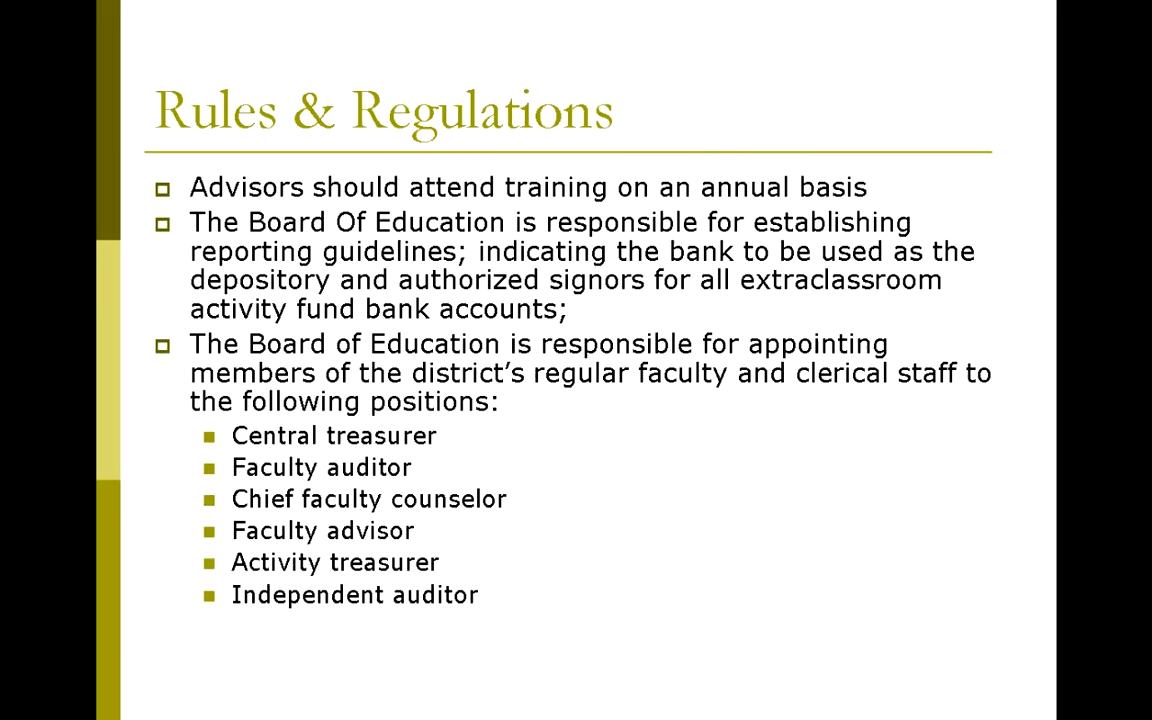 Rules & Regulations
Advisors should attend training on an annual basis
The Board Of Education is responsible for establishing
reporting guidelines; indicating the bank to be used as the
depository and authorized signors for all extraclassroom
activity fund bank accounts;
The Board of Education is responsible for appointing
members of the district’s regular faculty and clerical staff to
the following positions:
Central treasurer
Faculty auditor
Chief faculty counselor
Faculty advisor
Activity treasurer
Independent auditor